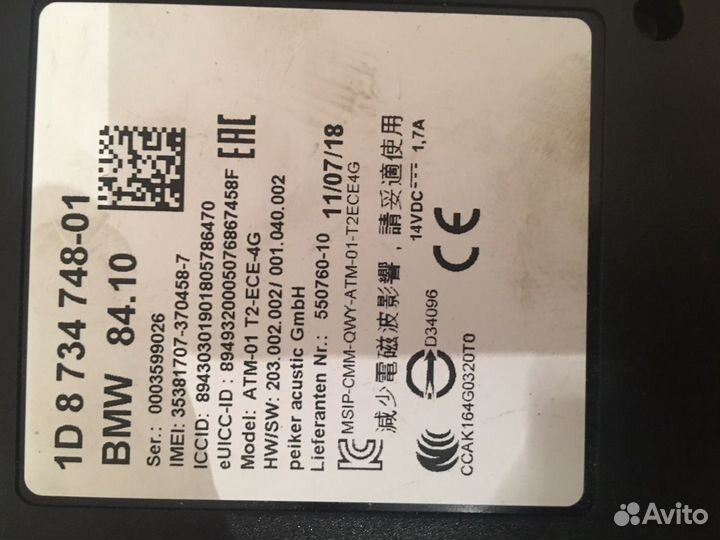 1D 8 734 748-01
BMW 84.10
Ser.: 0003599026
IMEI: 35381707-370458-7
ICCID: 89430301901805786470
eUICC-ID : 89493200050768674 58F
Model: ATM-01 T2-ECE-4G
HW/SW: 203.002.002/ 001.040.002
peiker acustic GmbH
Lieferanten Nr.: 550760-10 11/07/18
MSIP-CMM-QWY-ATM-01-T2ECE4G
減少電磁波影響，請妥適使用
D34096 14VDC 1,7A
CCAK164G0320T0
EAC
CE
Avito